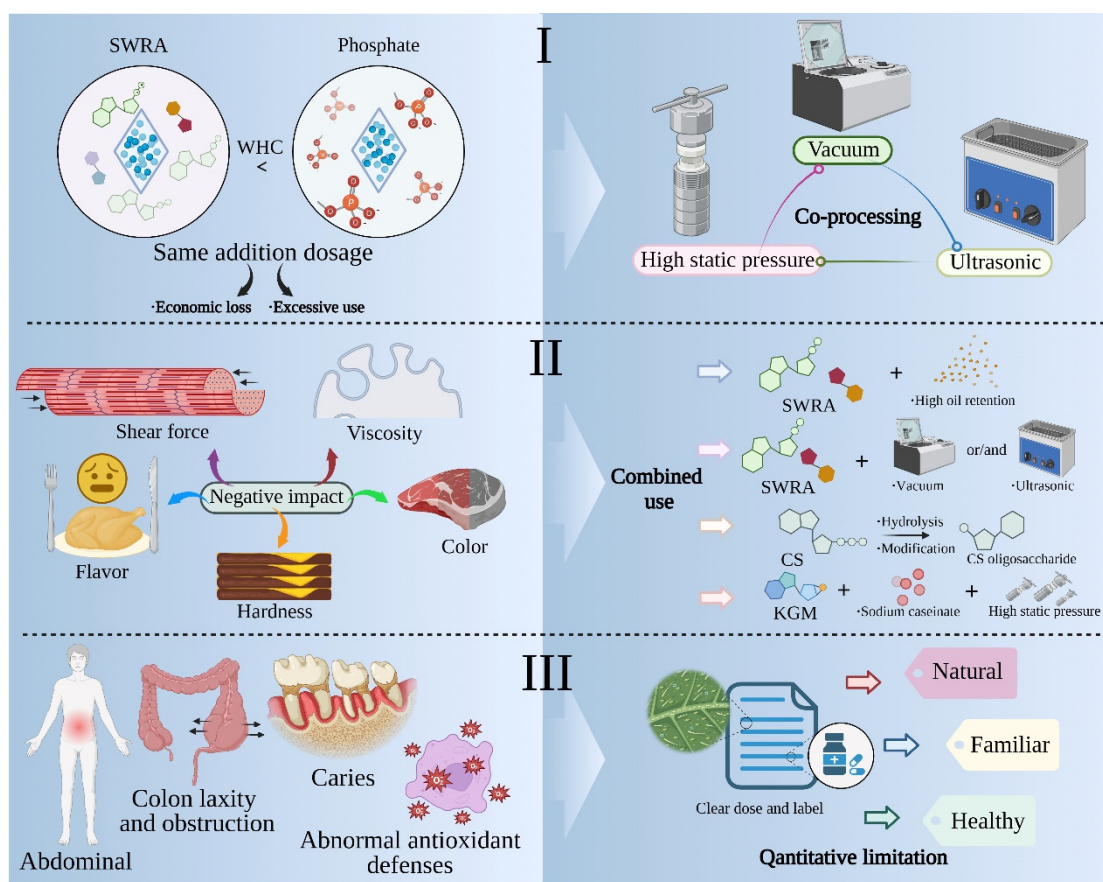 I
SWRA
Phosphate
WHC
<
Same addition dosage
·Economic loss
·Excessive use
Vacuum
Co-processing
High static pressure
Ultrasonic
II
Shear force
Viscosity
Negative impact
Flavor
Hardness
Color
Combined
use
SWRA
+
·High oil retention
SWRA
+
or/and
·Vacuum
·Ultrasonic
CS
·Hydrolysis
·Modification
CS oligosaccharide
KGM
+
·Sodium caseinate
+
High static pressure
III
Abdominal
Colon laxity
and obstruction
Caries
Abnormal antioxidant
defenses
Clear dose and label
Natural
Familiar
Healthy
Qantitative limitation